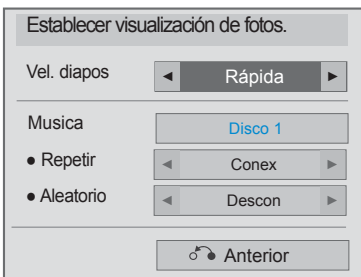 Establecer visualización de fotos.
Vel. diapos ◄ Rápida ►
Musica Disco 1
● Repetir ◄ Conex ►
● Aleatorio ◄ Descon ►
Anterior